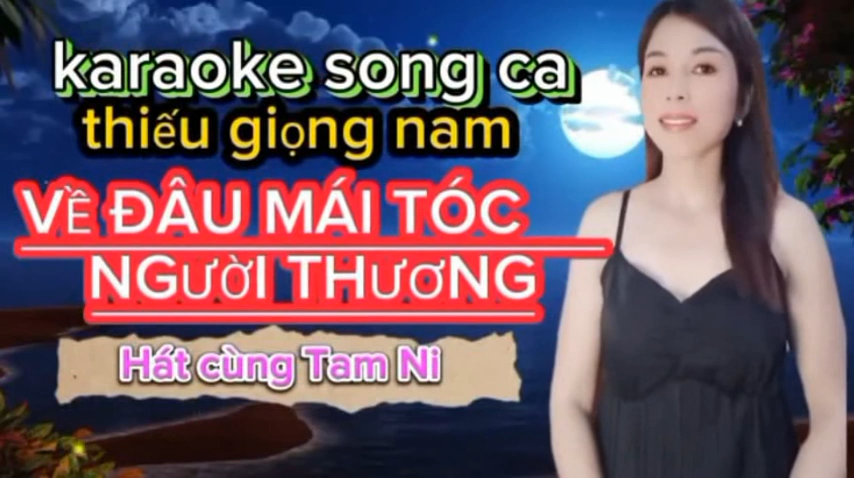 karaoke song ca
thiếu giọng nam
VỀ ĐÂU MÁI TÓC
NGƯỜI THƯƠNG
Hát cùng Tam Ni